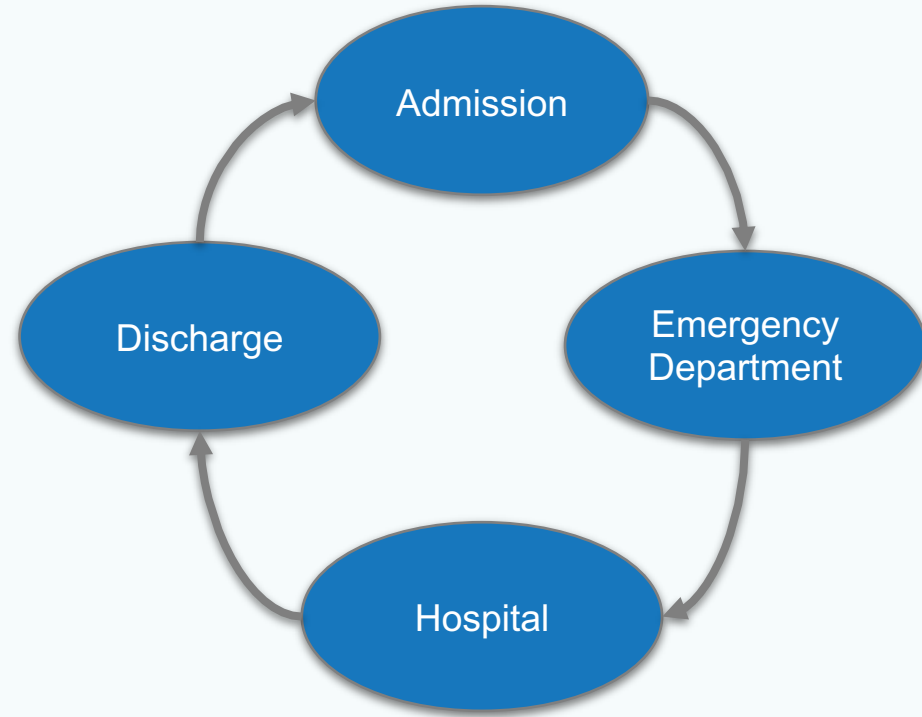 Admission
Emergency
Department
Discharge
Hospital